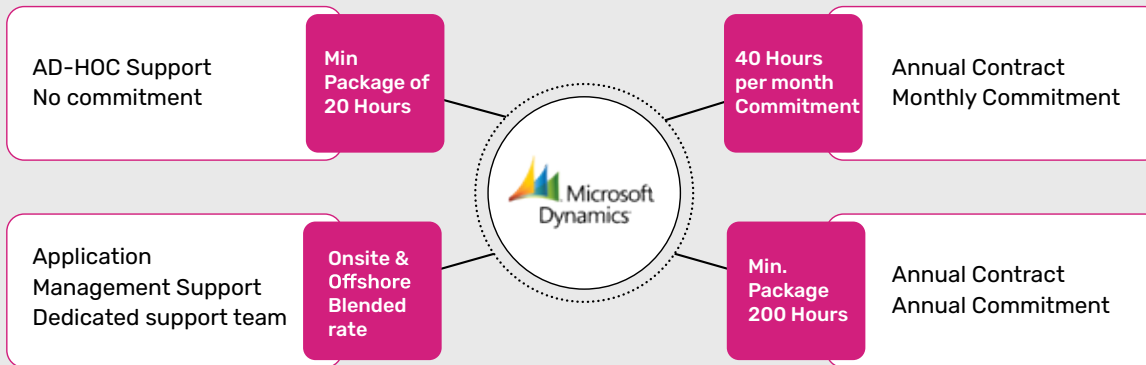 AD-HOC Support
No commitment
Min
Package of
20 Hours
40 Hours
per month
Commitment
Annual Contract
Monthly Commitment
Microsoft
Dynamics
Application
Management Support
Dedicated support team
Onsite &
Offshore
Blended
rate
Min.
Package
200 Hours
Annual Contract
Annual Commitment